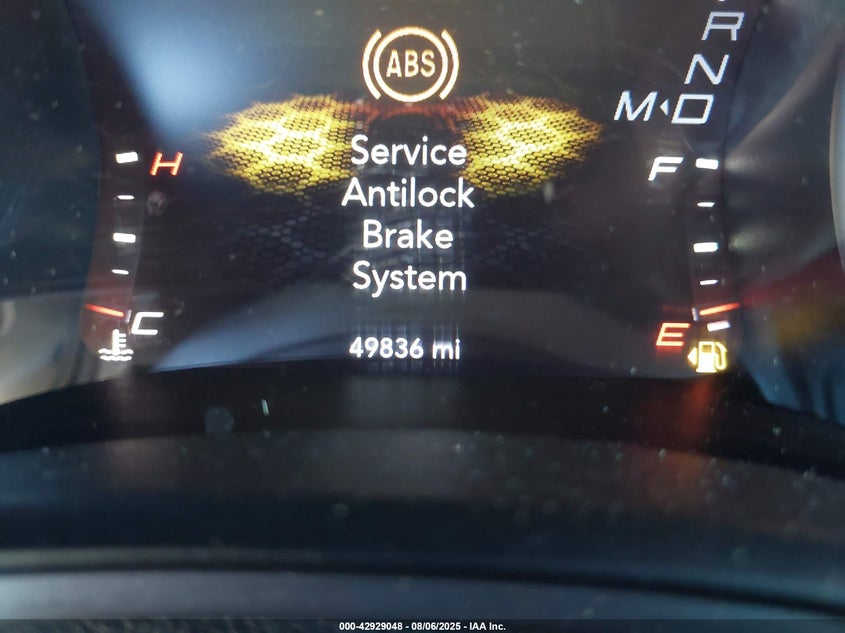 ABS
R
N
M D
H
F
Service
Antilock
Brake
System
C
E
49836 mi
000-42929048 - 08/06/2025 - IAA Inc.